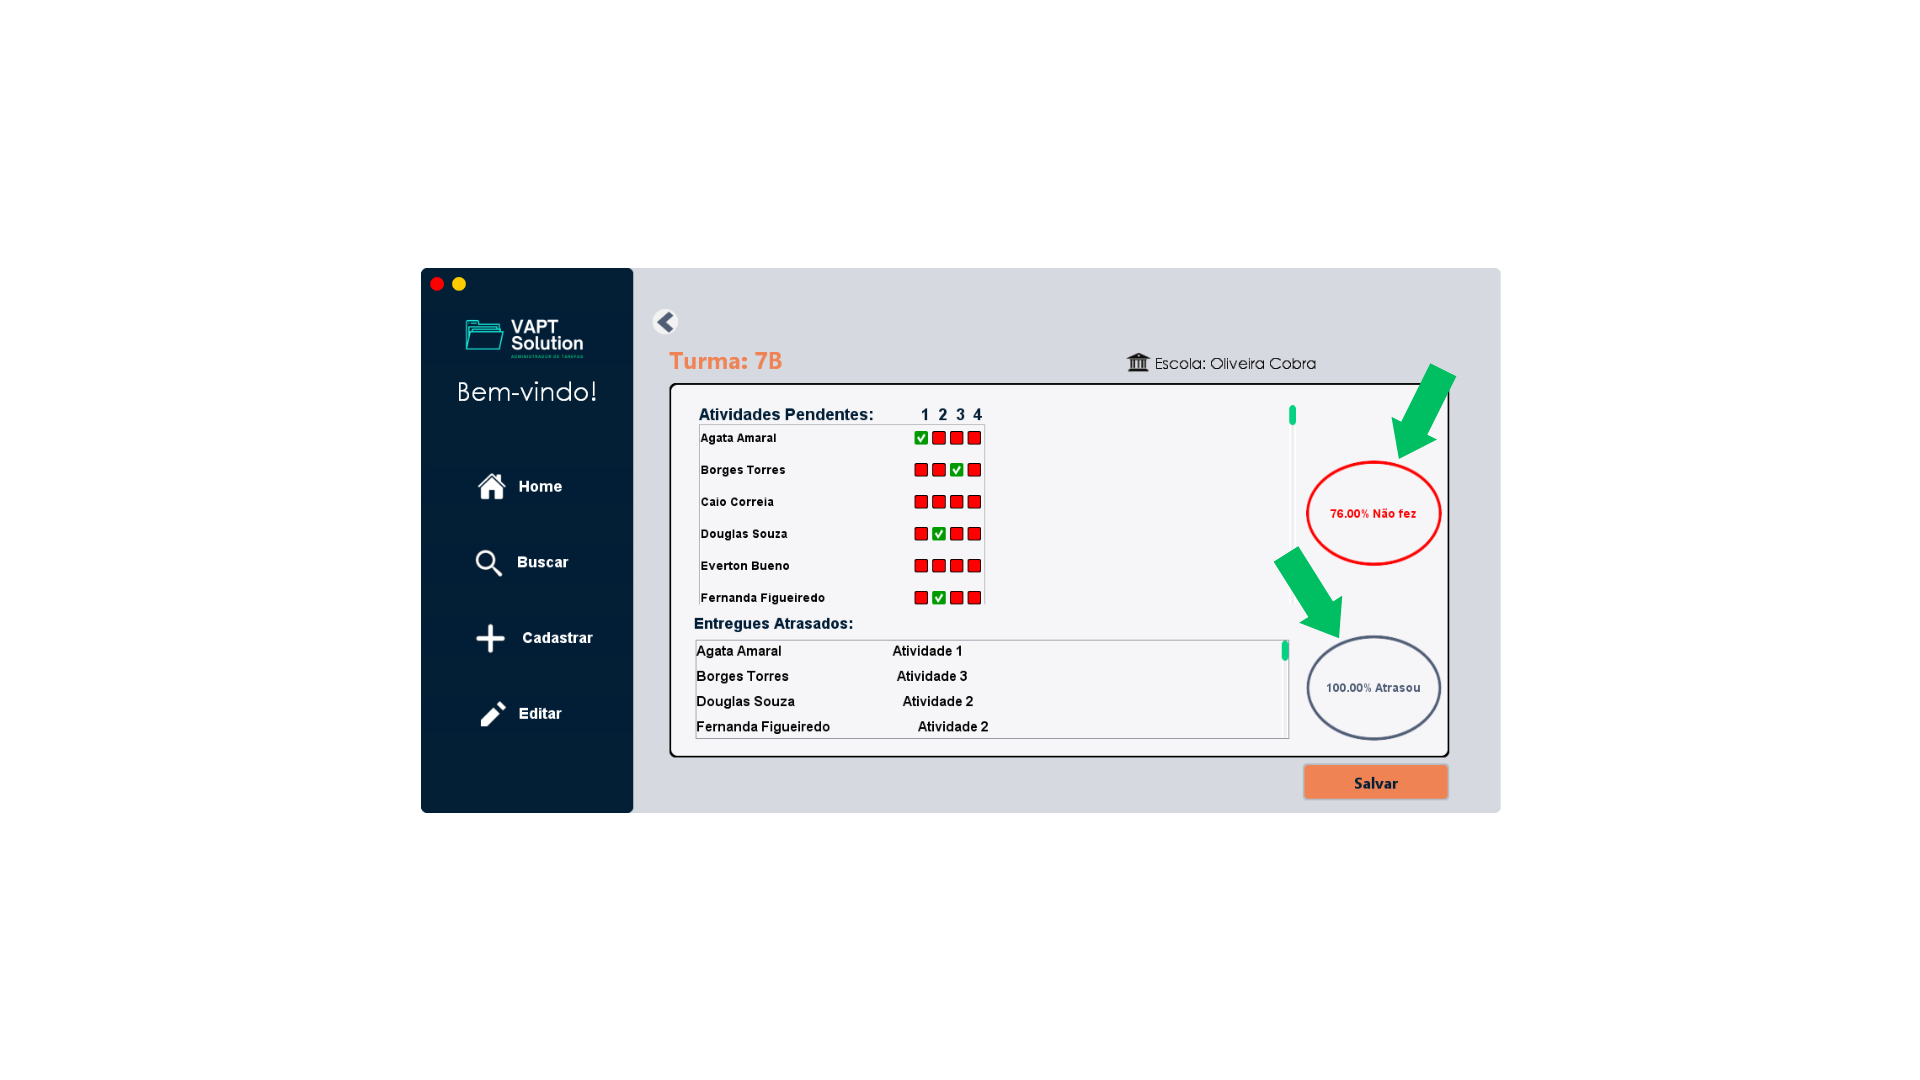 VAPT
Solution
ADMINISTRADOR DE TAREFAS
Bem-vindo!
Home
Buscar
Cadastrar
Editar
Turma: 7B
Escola: Oliveira Cobra
Atividades Pendentes: 1 2 3 4
Agata Amaral
Borges Torres
Caio Correia
Douglas Souza
Everton Bueno
Fernanda Figueiredo
76.00% Não fez
Entregues Atrasados:
Agata Amaral Atividade 1
Borges Torres Atividade 3
Douglas Souza Atividade 2
Fernanda Figueiredo Atividade 2
100.00% Atrasou
Salvar